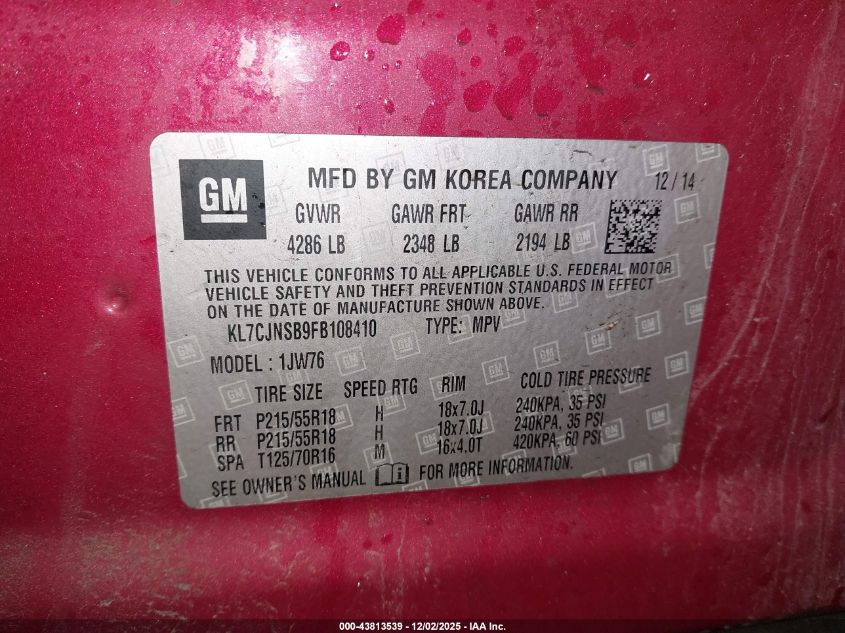 GM MFD BY GM KOREA COMPANY 12/14
GVWR GAWR FRT GAWR RR
4286 LB 2348 LB 2194 LB
THIS VEHICLE CONFORMS TO ALL APPLICABLE U.S. FEDERAL MOTOR
VEHICLE SAFETY AND THEFT PREVENTION STANDARDS IN EFFECT
ON THE DATE OF MANUFACTURE SHOWN ABOVE.
KL7CJNSB9FB108410 TYPE: MPV
MODEL: 1JW76
TIRE SIZE SPEED RTG RIM COLD TIRE PRESSURE
FRT P215/55R18 H 18x7.0J 240KPA, 35 PSI
RR P215/55R18 H 18x7.0J 240KPA, 35 PSI
SPA T125/70R16 M 16x4.0T 420KPA, 60 PSI
SEE OWNER'S MANUAL i FOR MORE INFORMATION.
000-43813539 - 12/02/2025 - IAA Inc.